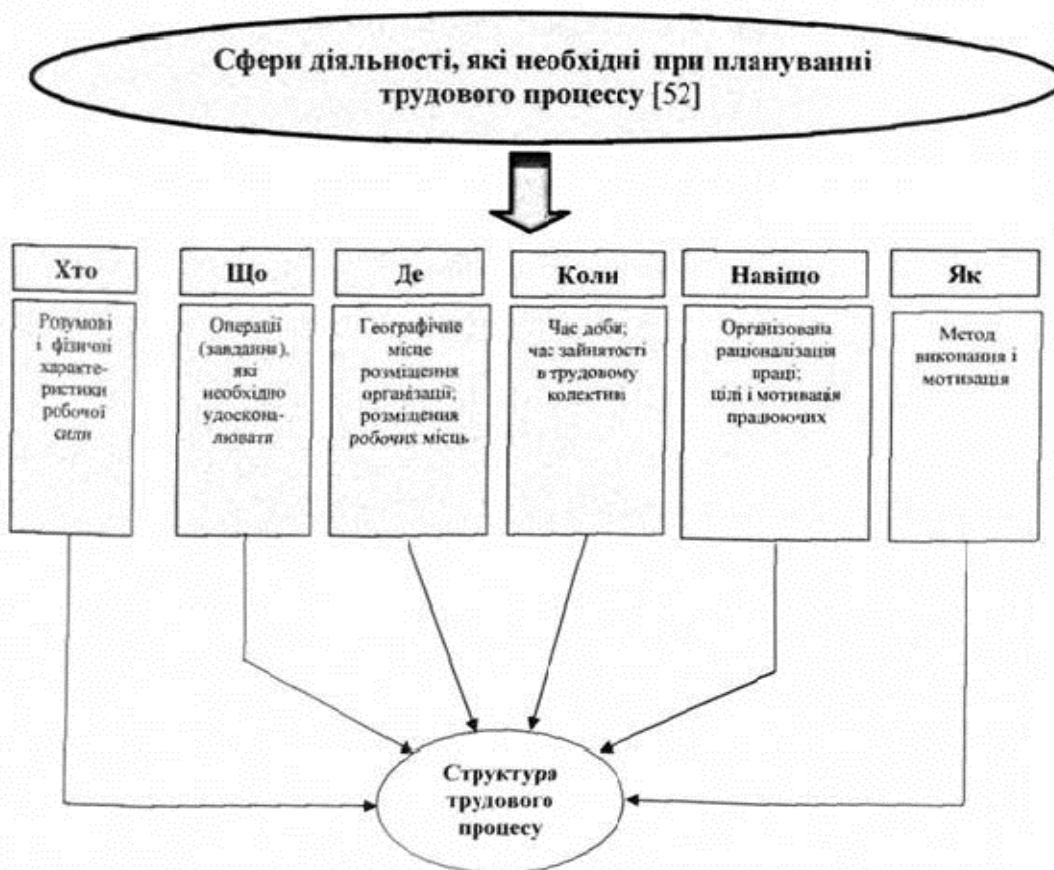 Сфери діяльності, які необхідні при плануванні
трудового процессу [52]
Хто
Що
Де
Коли
Навіщо
Як
Розумові
і фізичні
характе-
ристики
робочої
сили
Операції
(завдання),
які
необхідно
удоскона-
лювати
Географічне
місце
розміщення
організації;
розміщення
робочих місць
Час доби;
час зайнятості
в трудовому
колективі
Організована
раціоналізація
праці;
цілі і мотивація
працюючих
Метод
виконання і
мотивація
Структура
трудового
процесу